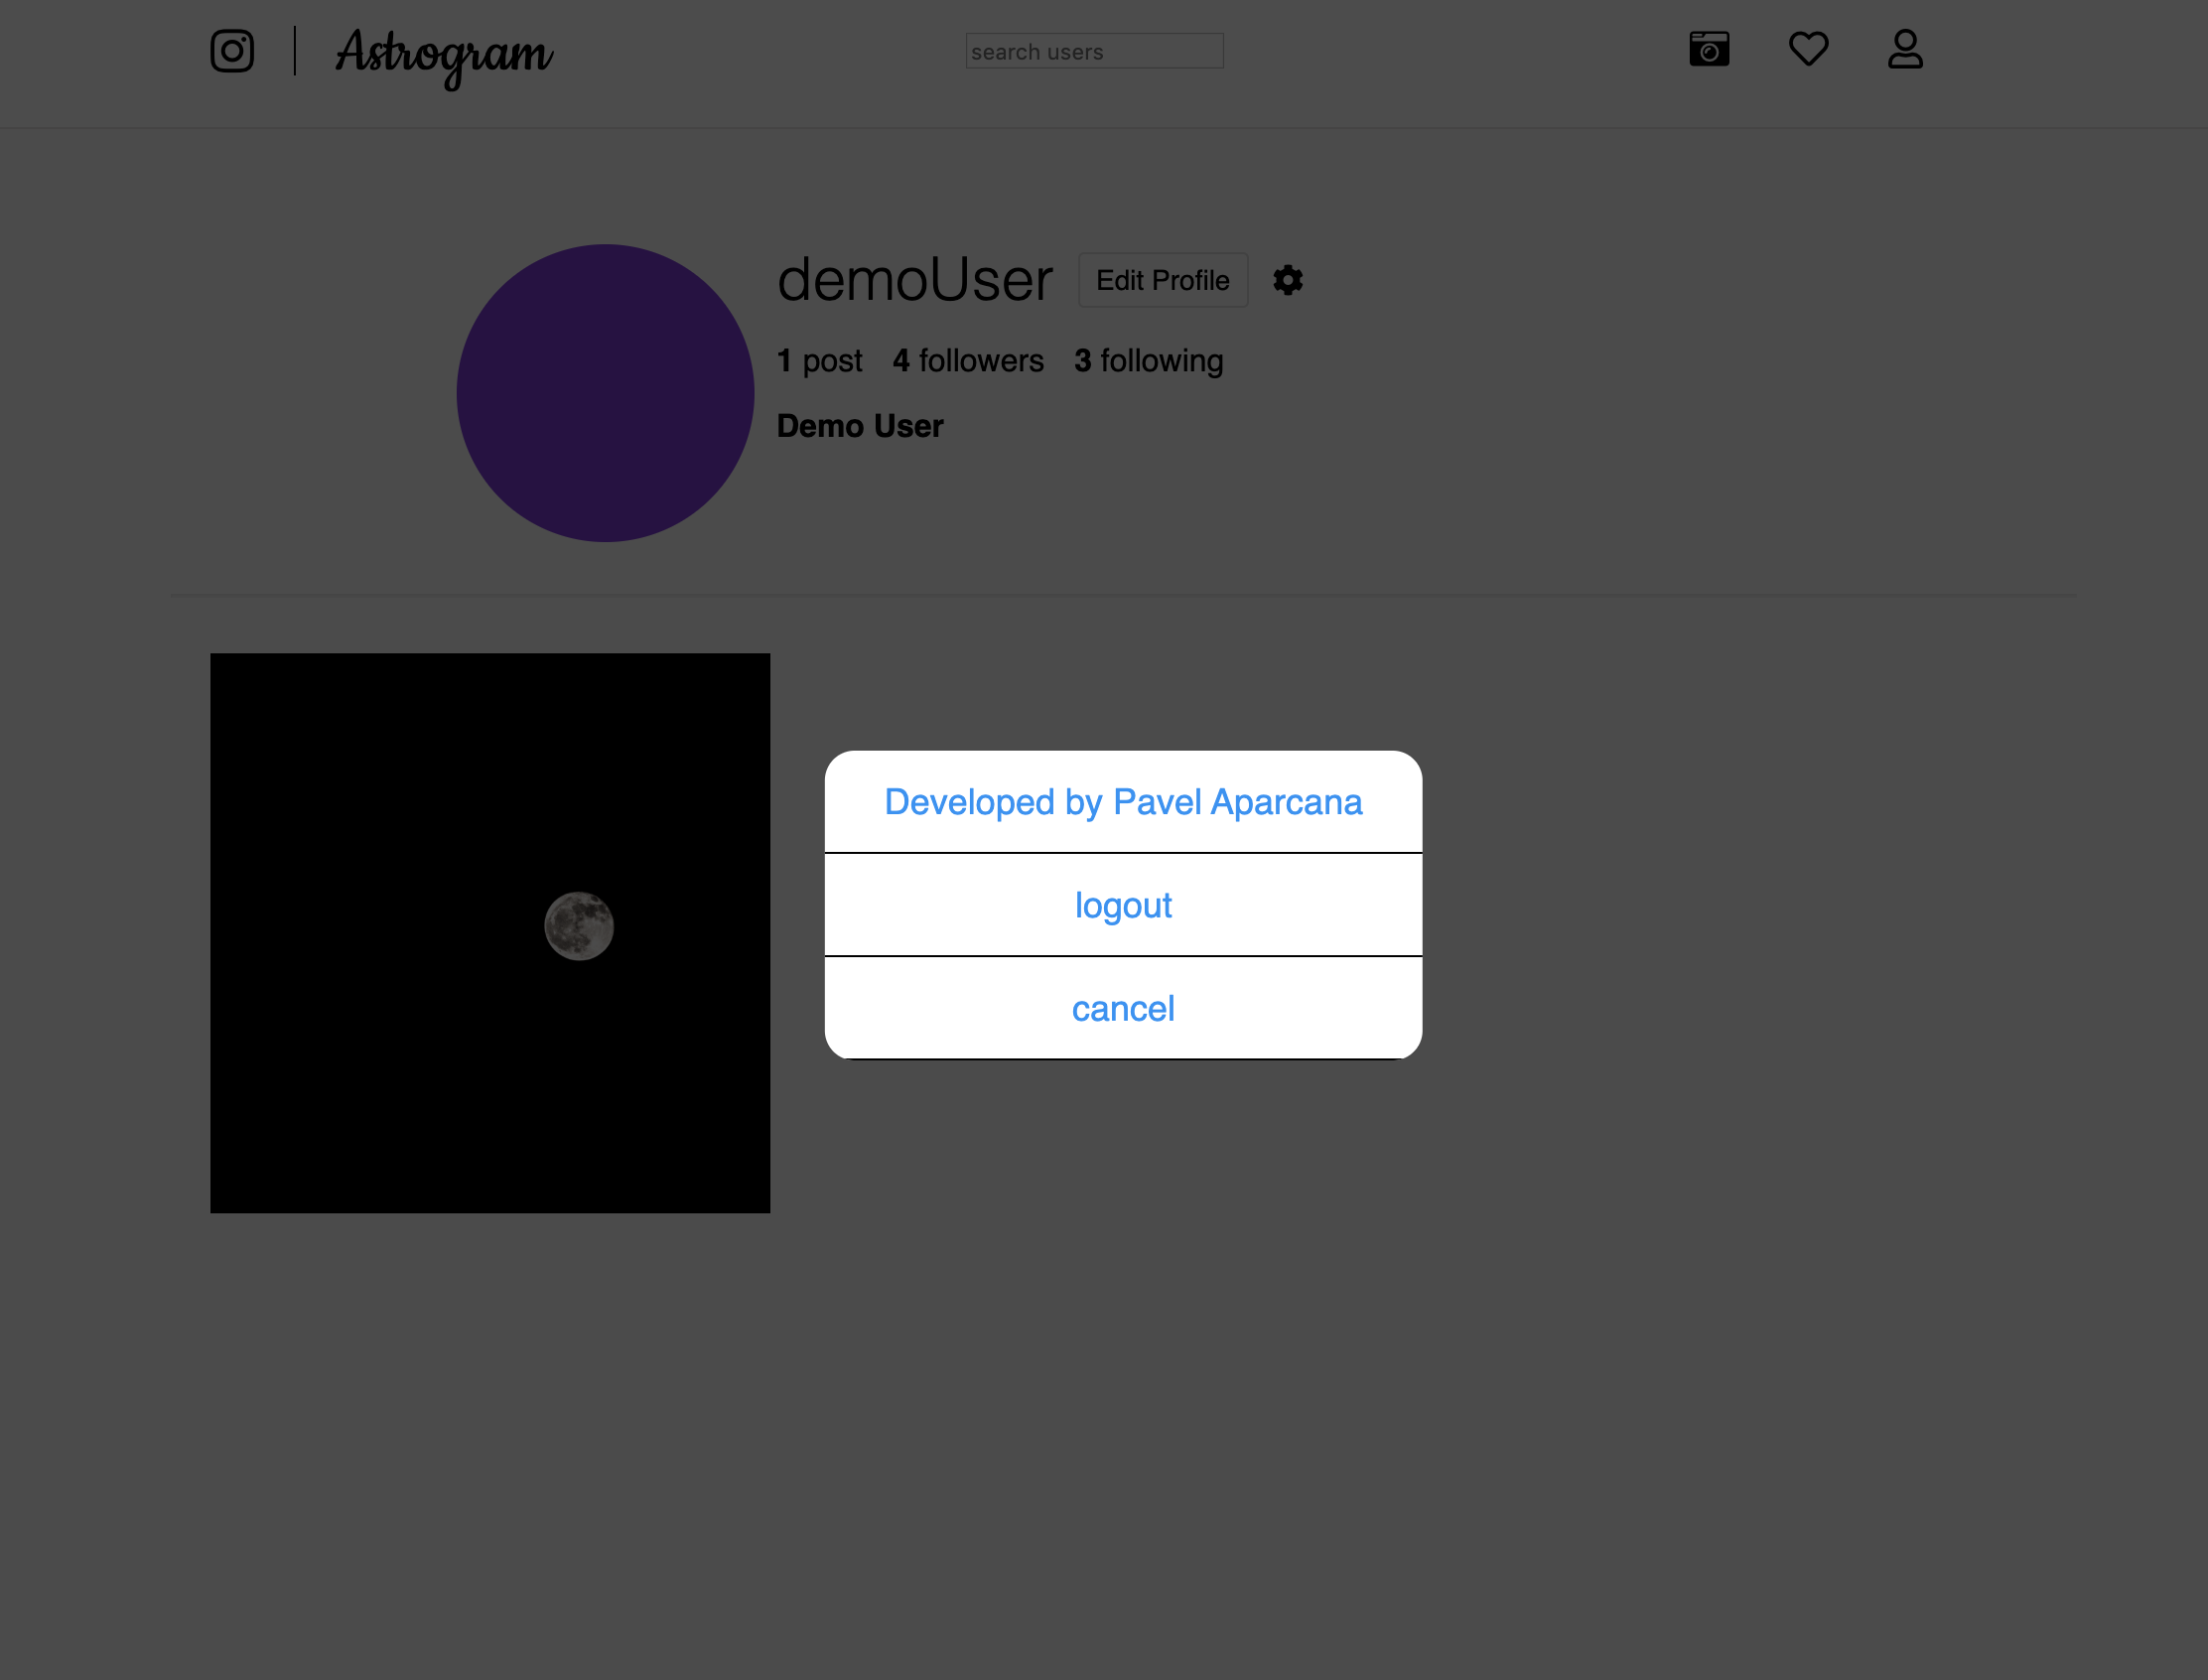 Astrogram
search users
demoUser Edit Profile
1 post 4 followers 3 following
Demo User
Developed by Pavel Aparcana
logout
cancel